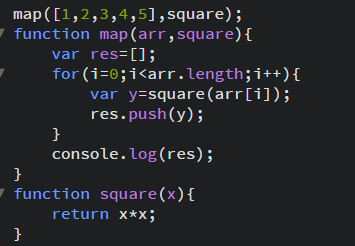 map([1,2,3,4,5],square);
function map(arr,square){
    var res=[];
    for(i=0;i<arr.length;i++){
        var y=square(arr[i]);
        res.push(y);
    }
    console.log(res);
}
function square(x){
    return x*x;
}